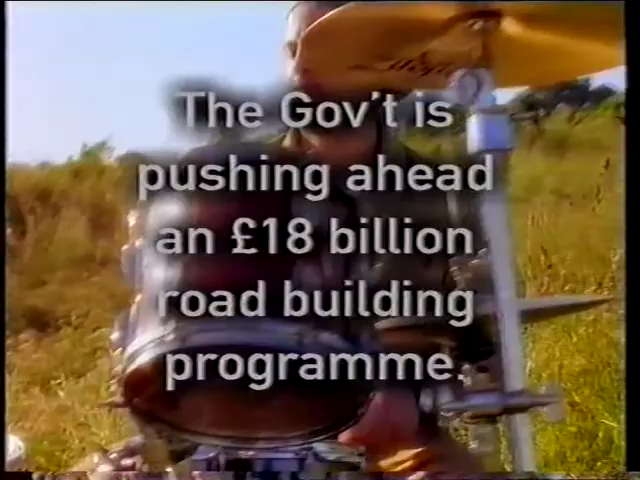 The Gov't is
pushing ahead
an £18 billion
road building
programme.